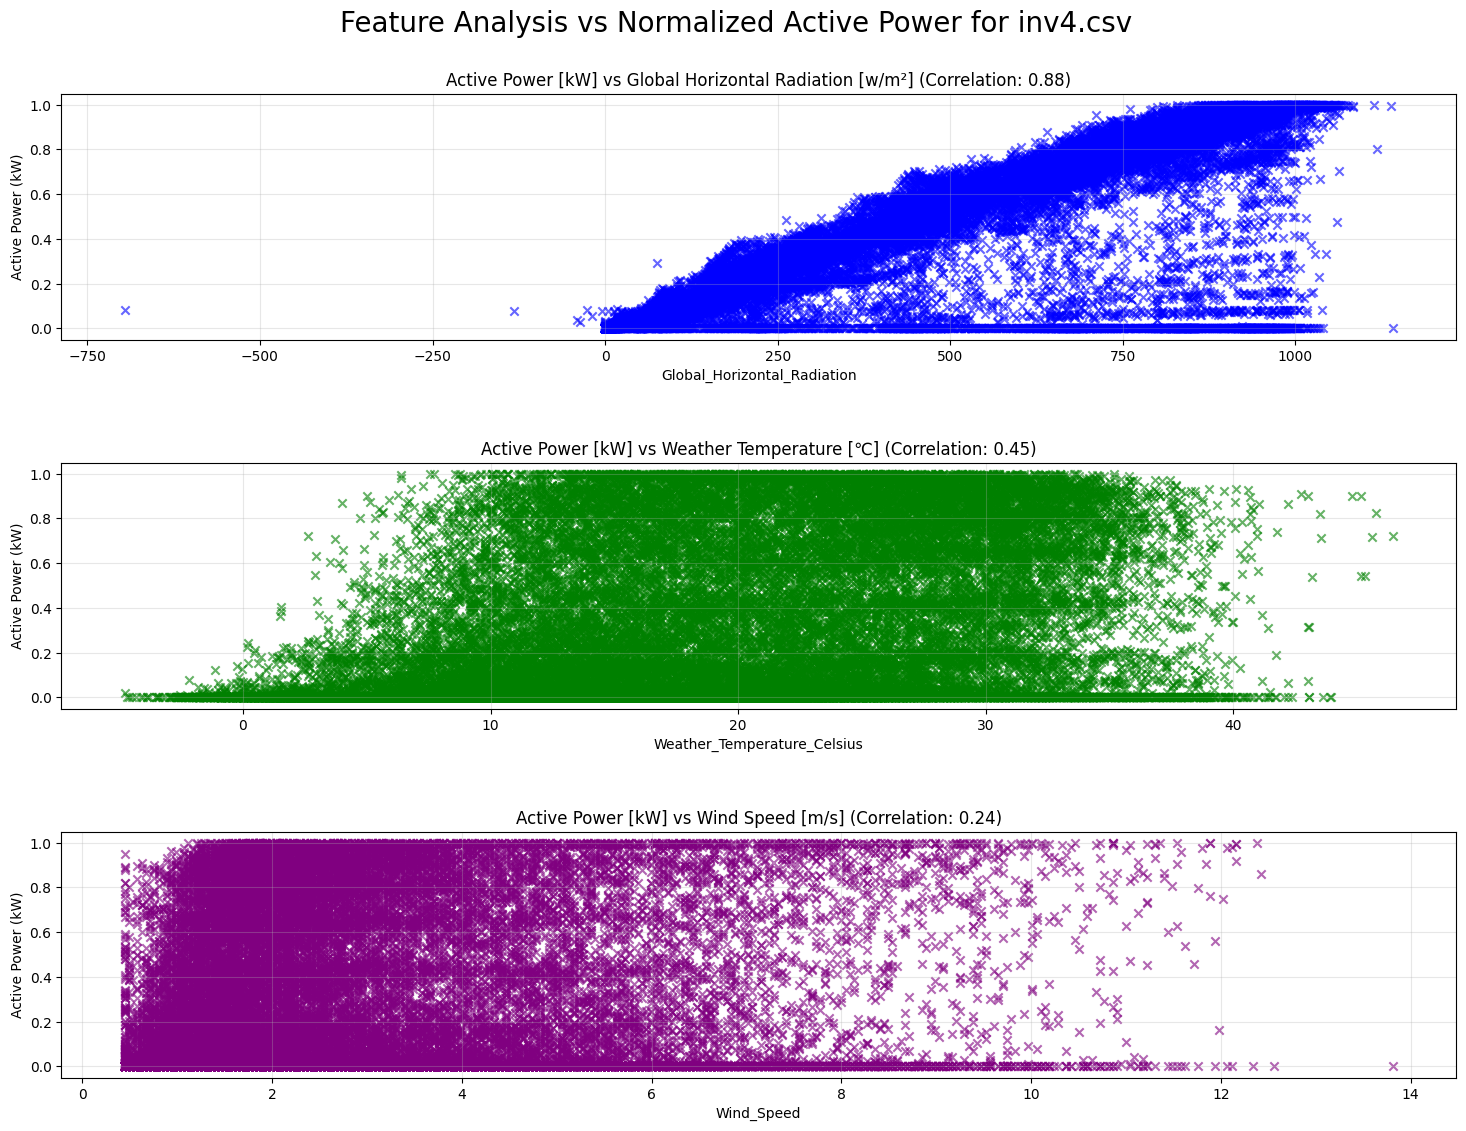 Feature Analysis vs Normalized Active Power for inv4.csv
Active Power [kW] vs Global Horizontal Radiation [w/m²] (Correlation: 0.88)
Active Power (kW)
1.0
0.8
0.6
0.4
0.2
0.0
−750 −500 −250 0 250 500 750 1000
Global_Horizontal_Radiation
Active Power [kW] vs Weather Temperature [℃] (Correlation: 0.45)
Active Power (kW)
1.0
0.8
0.6
0.4
0.2
0.0
0 10 20 30 40
Weather_Temperature_Celsius
Active Power [kW] vs Wind Speed [m/s] (Correlation: 0.24)
Active Power (kW)
1.0
0.8
0.6
0.4
0.2
0.0
0 2 4 6 8 10 12 14
Wind_Speed